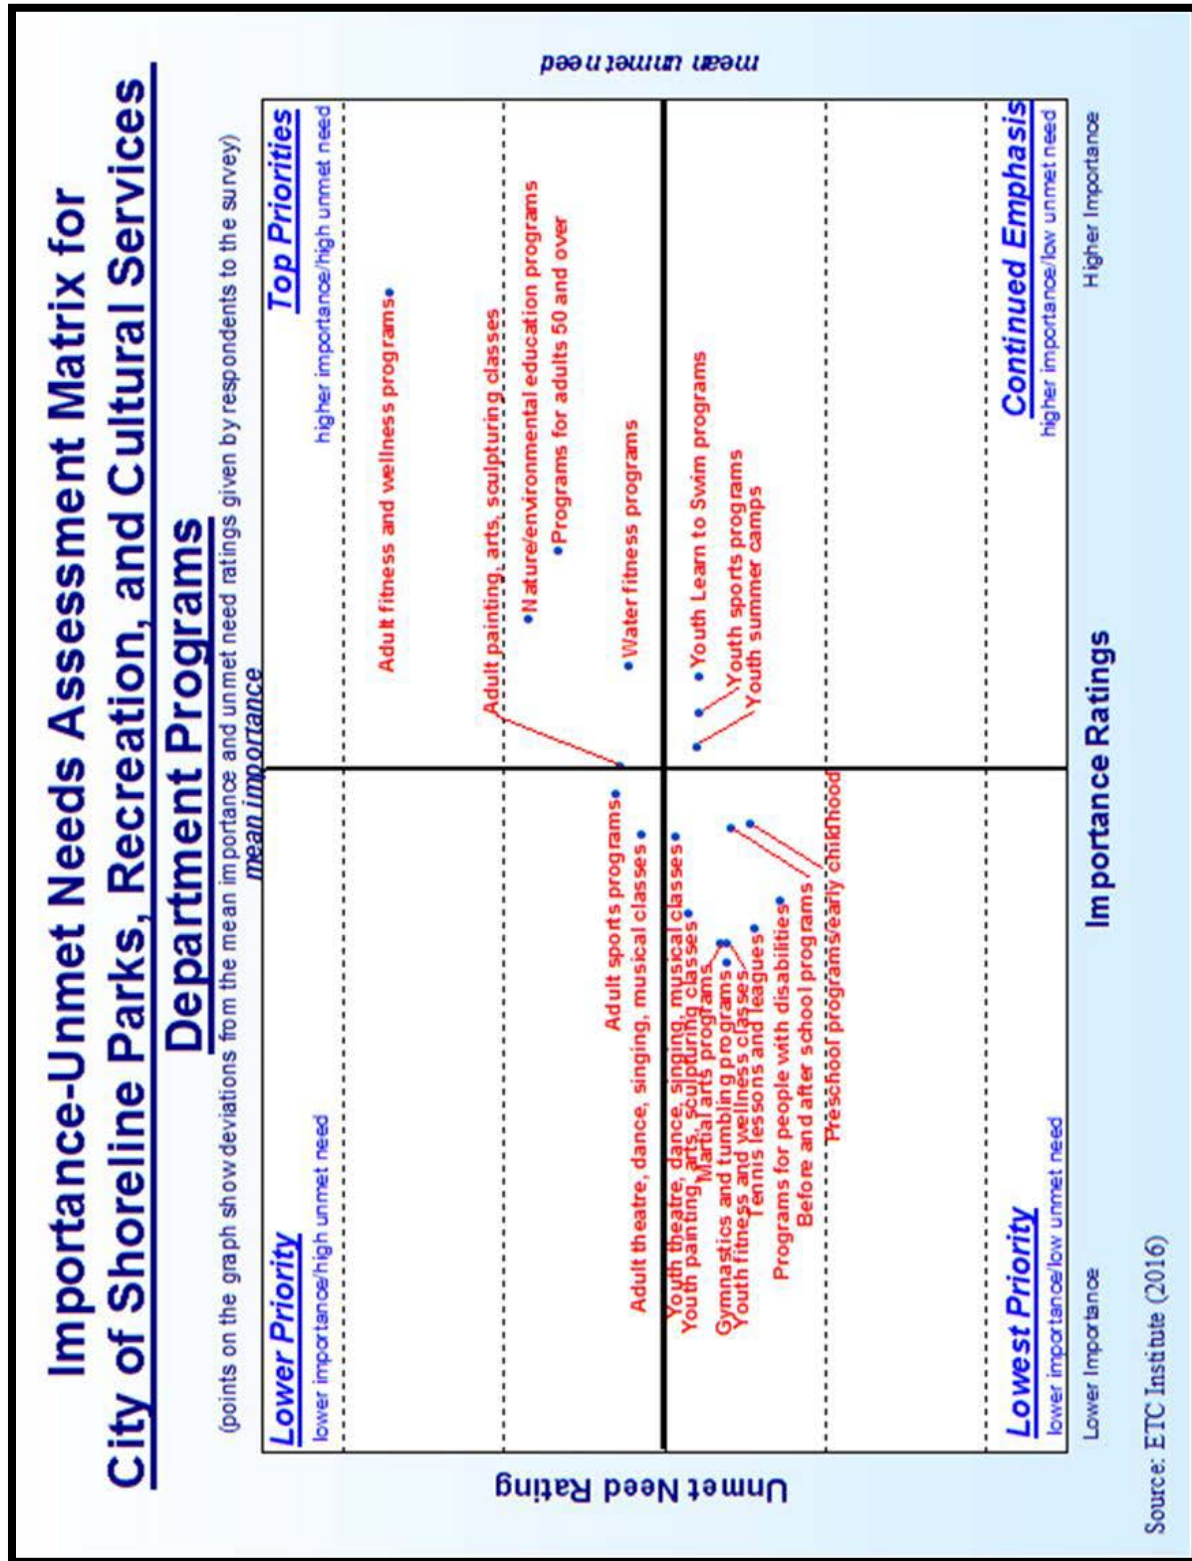 Importance-Unmet Needs Assessment Matrix for
City of Shoreline Parks, Recreation, and Cultural Services
Department Programs
(points on the graph show deviations from the mean importance and unmet need ratings given by respondents to the survey)
mean importance
Lower Priority
lower importance/high unmet need
Top Priorities
higher importance/high unmet need
Adult fitness and wellness programs
Adult painting, arts, sculpturing classes
Nature/environmental education programs
Programs for adults 50 and over
Adult sports programs
Water fitness programs
Adult theatre, dance, singing, musical classes
Unmet Need Rating
mean unmet need
Youth theatre, dance, singing, musical classes
Youth painting, arts, sculpturing classes
Martial arts programs
Gymnastics and tumbling programs
Youth fitness and wellness classes
Tennis lessons and leagues
Programs for people with disabilities
Before and after school programs
Preschool programs/early childhood
Youth Learn to Swim programs
Youth sports programs
Youth summer camps
Lowest Priority
lower importance/low unmet need
Continued Emphasis
higher importance/low unmet need
Lower Importance
Importance Ratings
Higher Importance
Source: ETC Institute (2016)